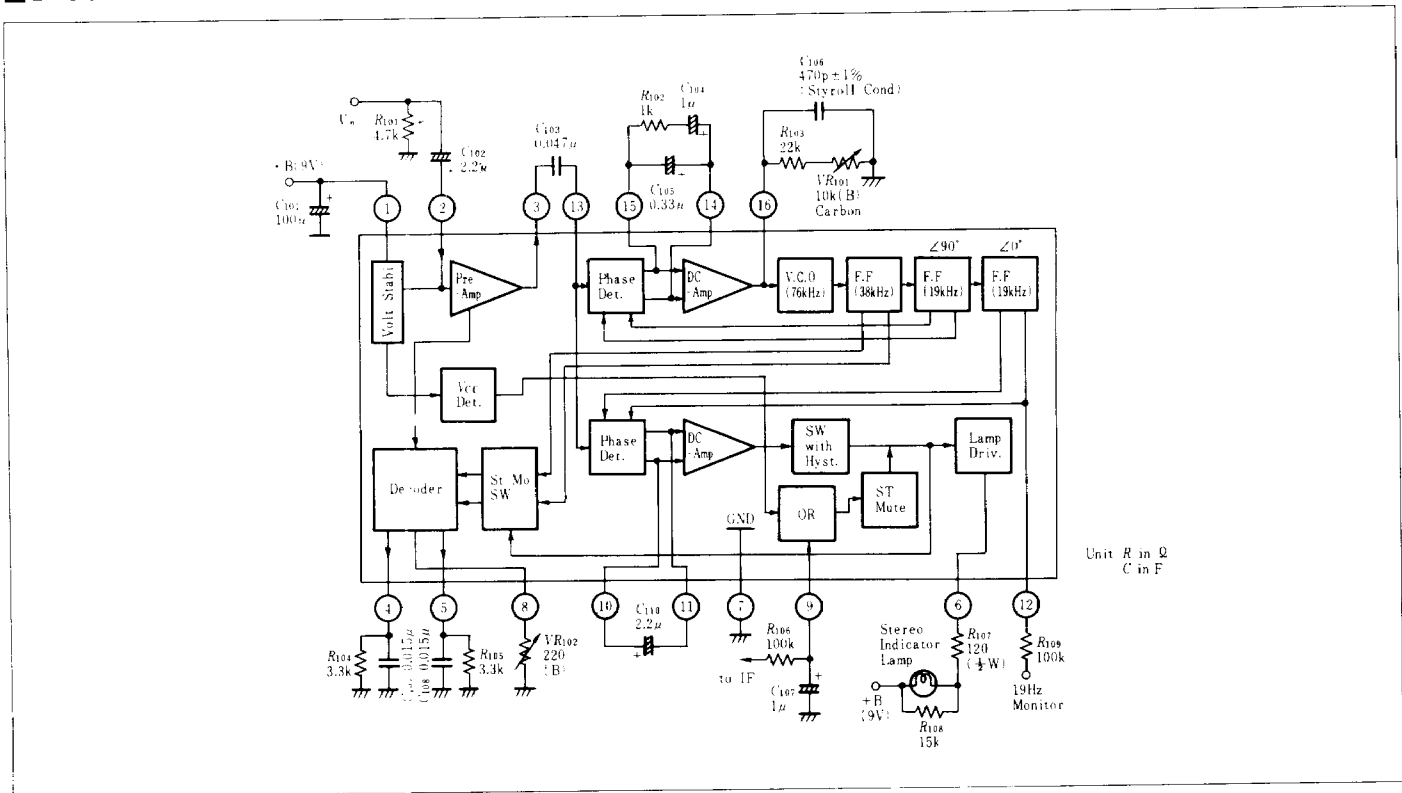 C106
470p±1%
(Styroll Cond)
R102
1k
C104
1μ
R101
4.7k
C103
0.047μ
R103
22k
C102
2.2μ
B(9V)
C101
100μ
C105
0.33μ
VR101
10k(B)
Carbon
1
2
3
13
15
14
16
∠90°
∠0°
Volt Stabi
Pre
-Amp
Phase
Det.
DC
-Amp
V.C.O
(76kHz)
F.F
(38kHz)
F.F
(19kHz)
F.F
(19kHz)
Vcc
Det.
Phase
Det.
DC
-Amp
SW
with
Hyst.
Lamp
Driv.
Decoder
St Mo
SW
GND
OR
ST
Mute
Unit R in Ω
C in F
4
5
8
10
11
7
9
6
12
C110
2.2μ
R104
3.3k
0.015μ
C108 0.015μ
R105
3.3k
VR102
220
(B)
R106
100k
to IF
C107
1μ
Stereo
Indicator
Lamp
R107
120
(½W)
R109
100k
+B
(9V)
R108
15k
19Hz
Monitor